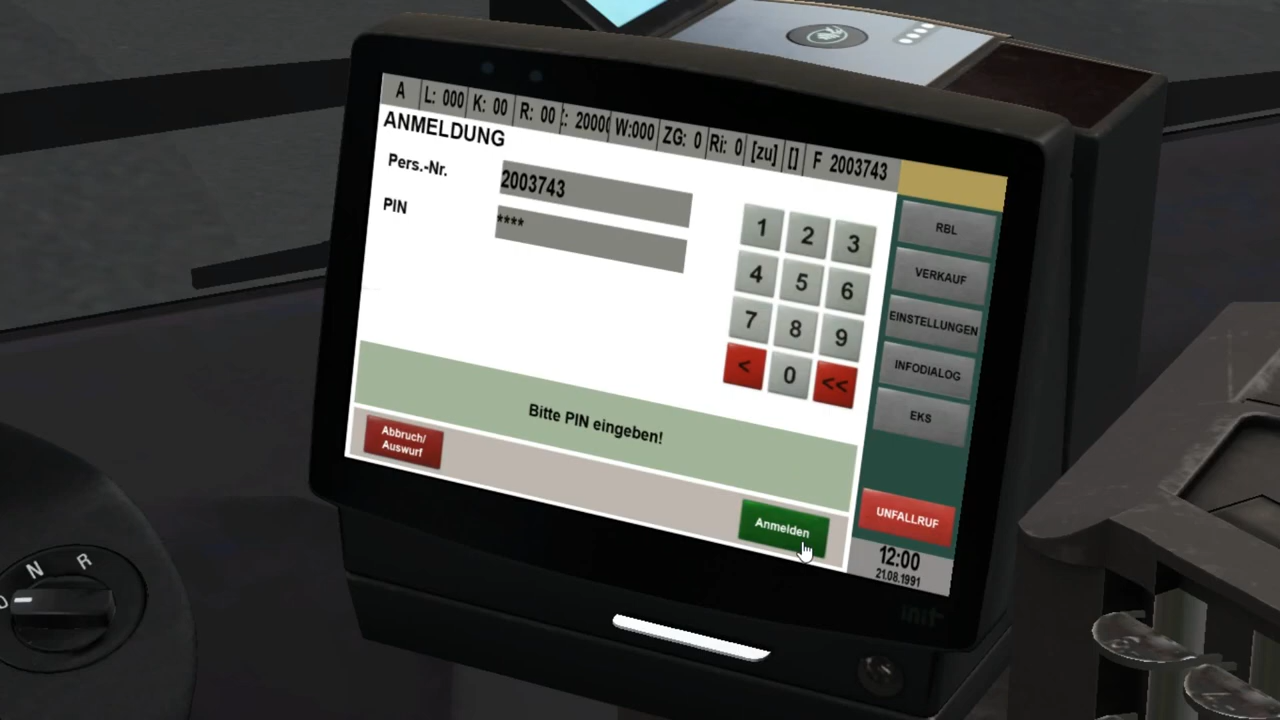 A L: 000 K: 00 R: 00 : 2000 W:000 ZG: 0 Ri: 0 [zu] [] F 2003743
ANMELDUNG
Pers.-Nr. 2003743
PIN ****
1 2 3
4 5 6
7 8 9
< 0 <<
Bitte PIN eingeben!
Abbruch/
Auswurf
Anmelden
RBL
VERKAUF
EINSTELLUNGEN
INFODIALOG
EKS
UNFALLRUF
12:00
21.08.1991
init
D N R